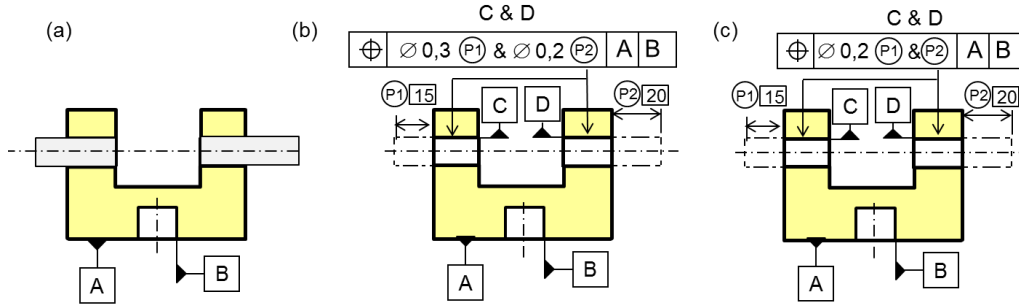 (a)
A
B
(b)
C & D
⌖ ⌀ 0,3 Ⓟ1 & ⌀ 0,2 Ⓟ2 A B
P1 15
C
D
P2 20
A
B
(c)
C & D
⌖ ⌀ 0,2 P1 & P2 A B
P1 15
C
D
P2 20
A
B